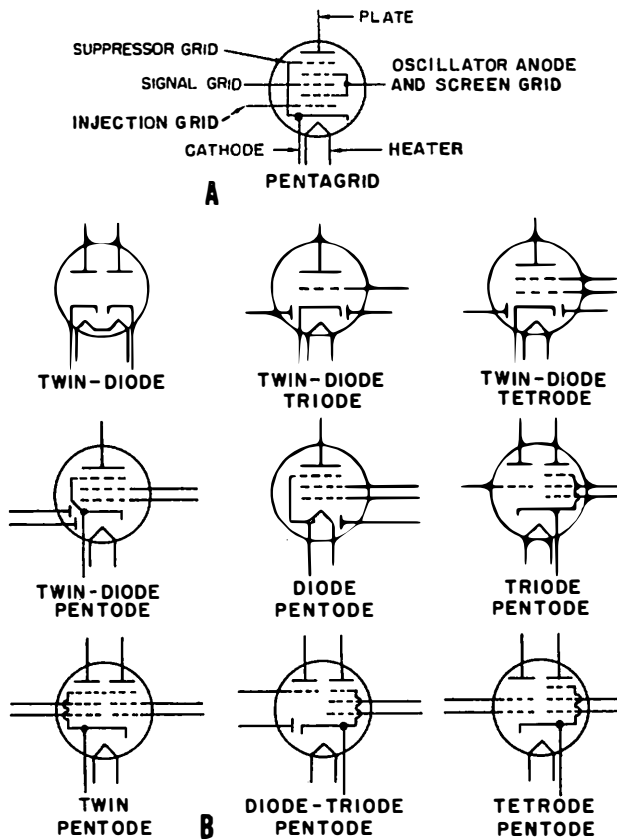 PLATE
SUPPRESSOR GRID
SIGNAL GRID
OSCILLATOR ANODE
AND SCREEN GRID
INJECTION GRID
CATHODE
HEATER
PENTAGRID
A
TWIN-DIODE
TWIN-DIODE
TRIODE
TWIN-DIODE
TETRODE
TWIN-DIODE
PENTODE
DIODE
PENTODE
TRIODE
PENTODE
TWIN
PENTODE
B
DIODE-TRIODE
PENTODE
TETRODE
PENTODE